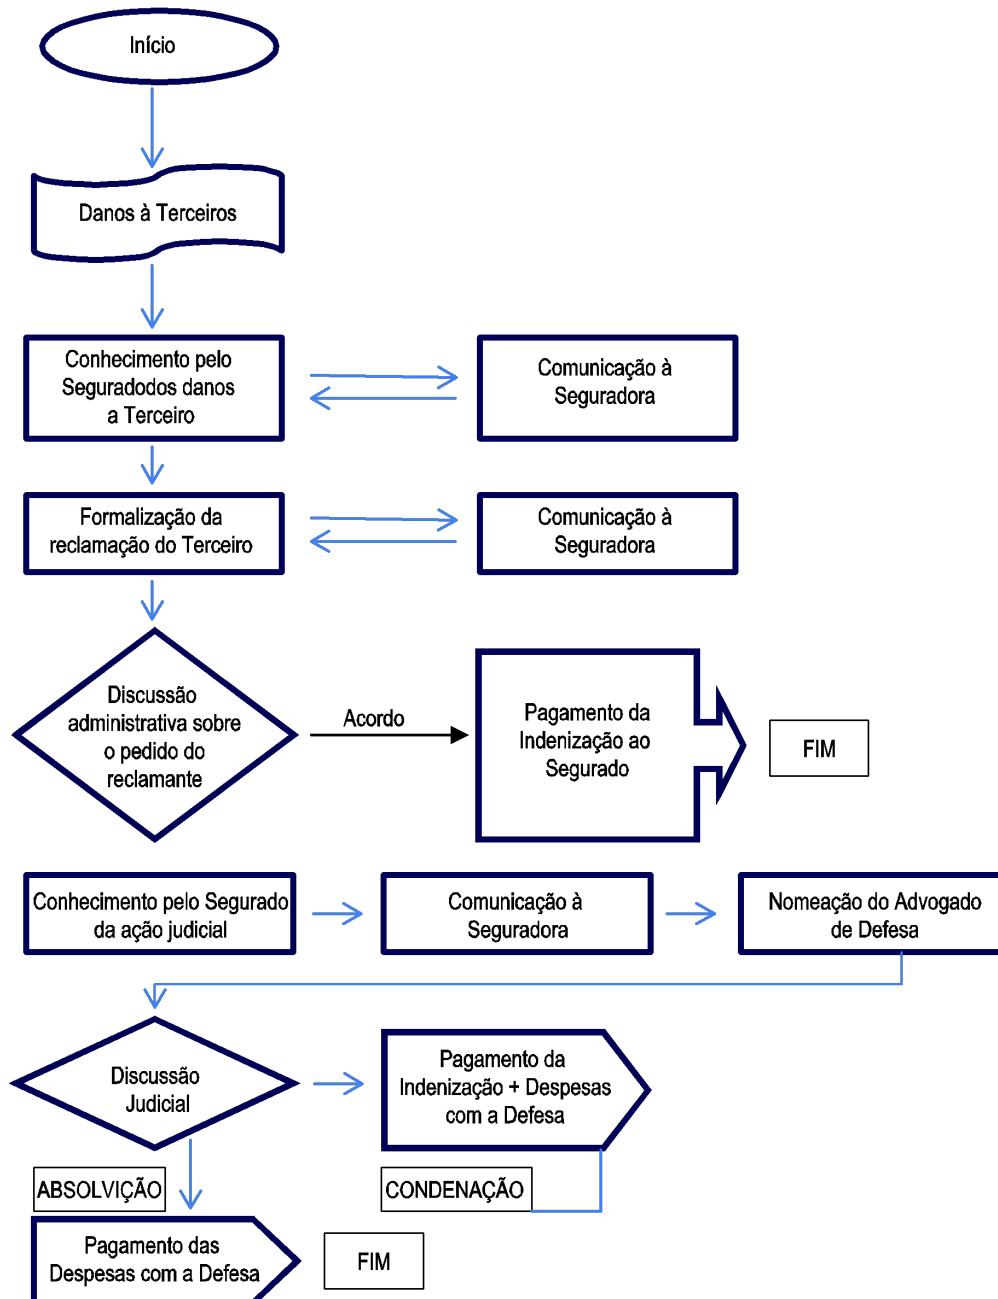 Início
Danos à Terceiros
Conhecimento pelo
Seguradodos danos
a Terceiro
Comunicação à
Seguradora
Formalização da
reclamação do Terceiro
Comunicação à
Seguradora
Discussão
administrativa sobre
o pedido do
reclamante
Acordo
Pagamento da
Indenização ao
Segurado
FIM
Conhecimento pelo Segurado
da ação judicial
Comunicação à
Seguradora
Nomeação do Advogado
de Defesa
Discussão
Judicial
Pagamento da
Indenização + Despesas
com a Defesa
ABSOLVIÇÃO
CONDENAÇÃO
Pagamento das
Despesas com a Defesa
FIM